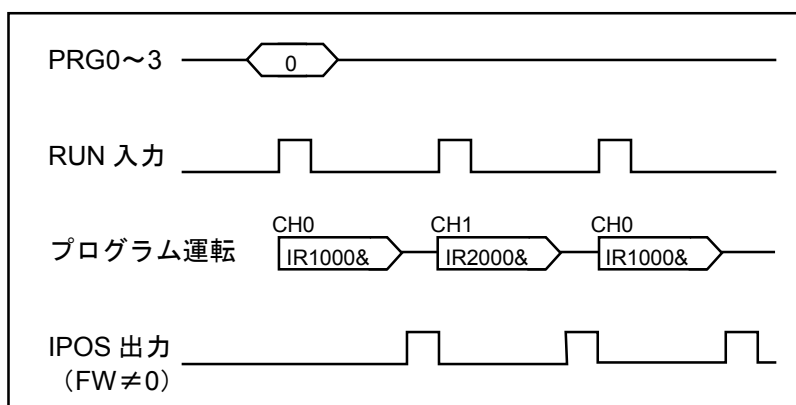 PRG0～3
0
RUN 入力
CH0 CH1 CH0
プログラム運転
IR1000& IR2000& IR1000&
IPOS 出力
（FW≠0）